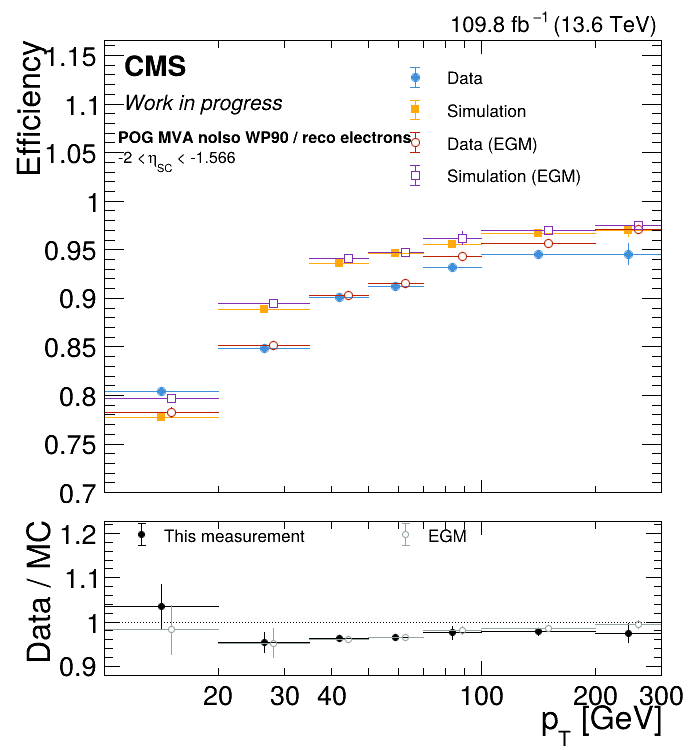 109.8 fb⁻¹ (13.6 TeV)
Efficiency
1.15
1.1
1.05
1
0.95
0.9
0.85
0.8
0.75
0.7
CMS
Work in progress
POG MVA noIso WP90 / reco electrons
-2 < η_SC < -1.566
Data
Simulation
Data (EGM)
Simulation (EGM)
Data / MC
1.2
1.1
1
0.9
This measurement
EGM
20 30 40 100 200 300
p_T [GeV]